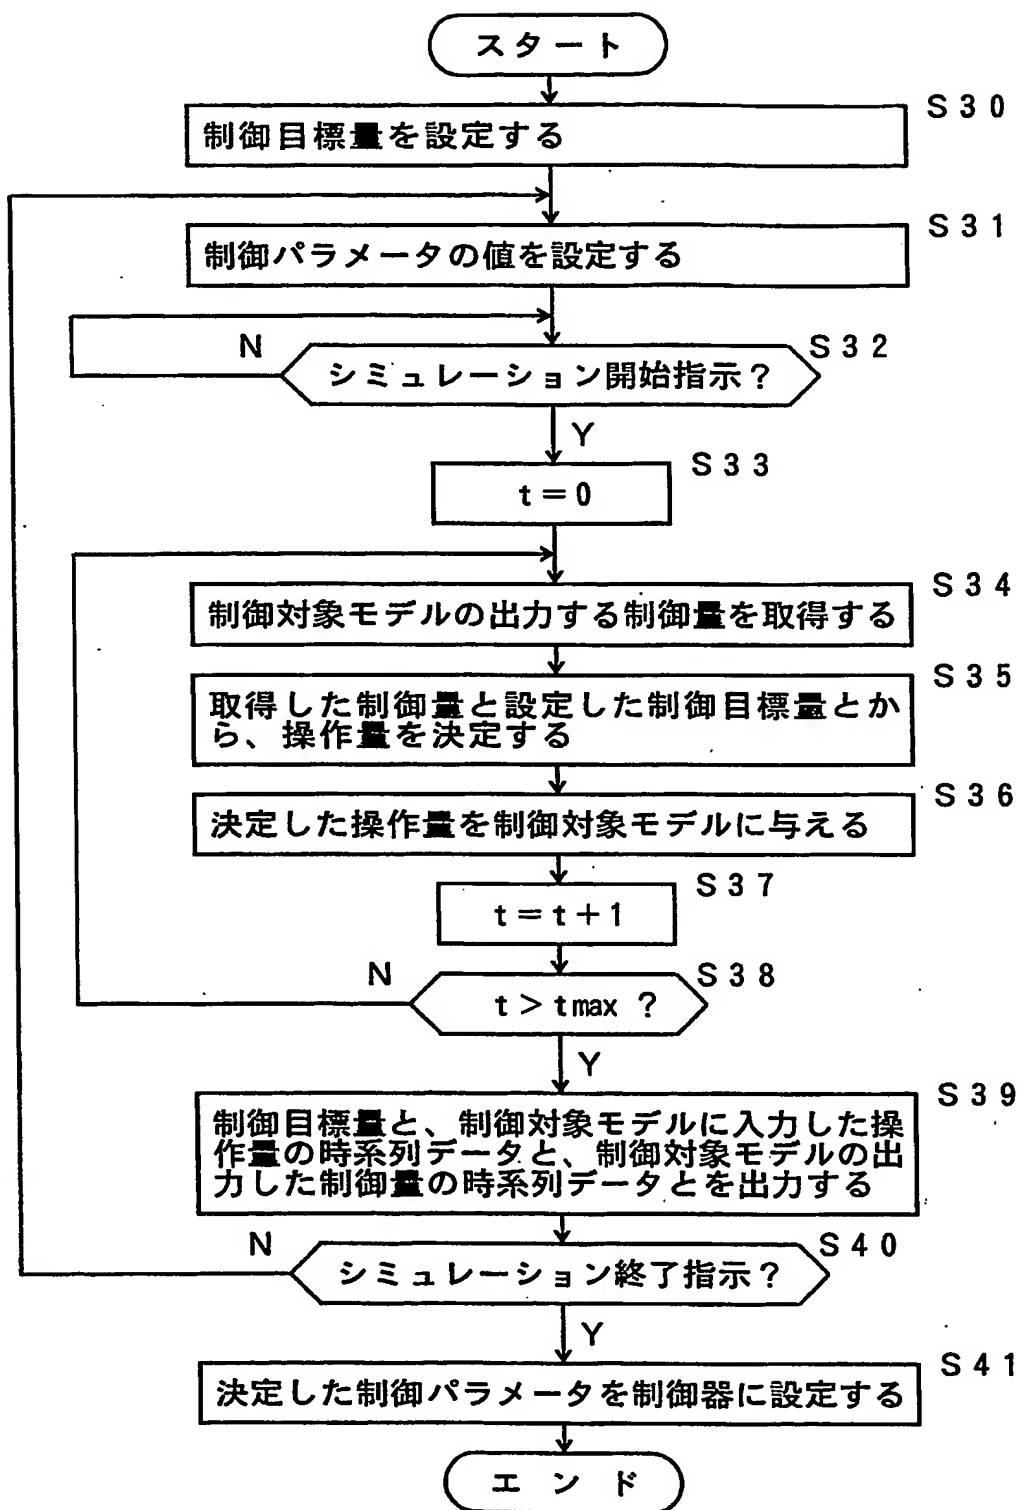 スタート
S30
制御目標量を設定する
S31
制御パラメータの値を設定する
N
S32
シミュレーション開始指示?
Y
S33
t=0
S34
制御対象モデルの出力する制御量を取得する
S35
取得した制御量と設定した制御目標量とか
ら、操作量を決定する
S36
決定した操作量を制御対象モデルに与える
S37
t=t+1
N
S38
t>tmax ?
Y
S39
制御目標量と、制御対象モデルに入力した操
作量の時系列データと、制御対象モデルの出
力した制御量の時系列データとを出力する
N
S40
シミュレーション終了指示?
Y
S41
決定した制御パラメータを制御器に設定する
エンド